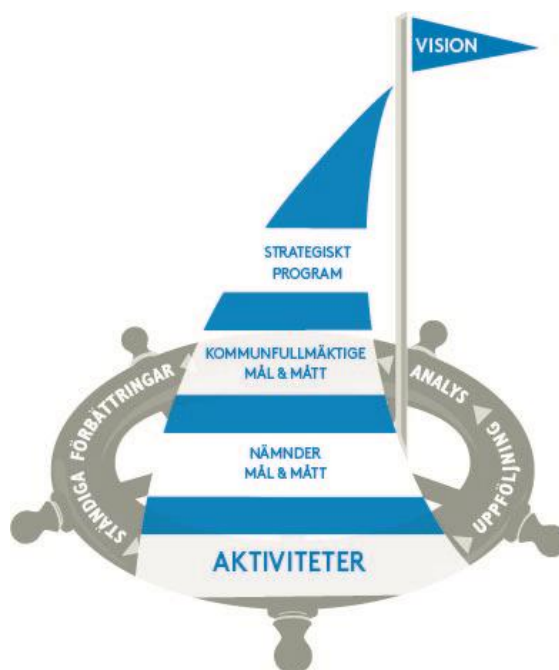 VISION
STRATEGISKT
PROGRAM
KOMMUNFULLMÄKTIGE
MÅL & MÅTT
NÄMNDER
MÅL & MÅTT
AKTIVITETER
STÄNDIGA FÖRBÄTTRINGAR
ANALYS
UPPFÖLJNING